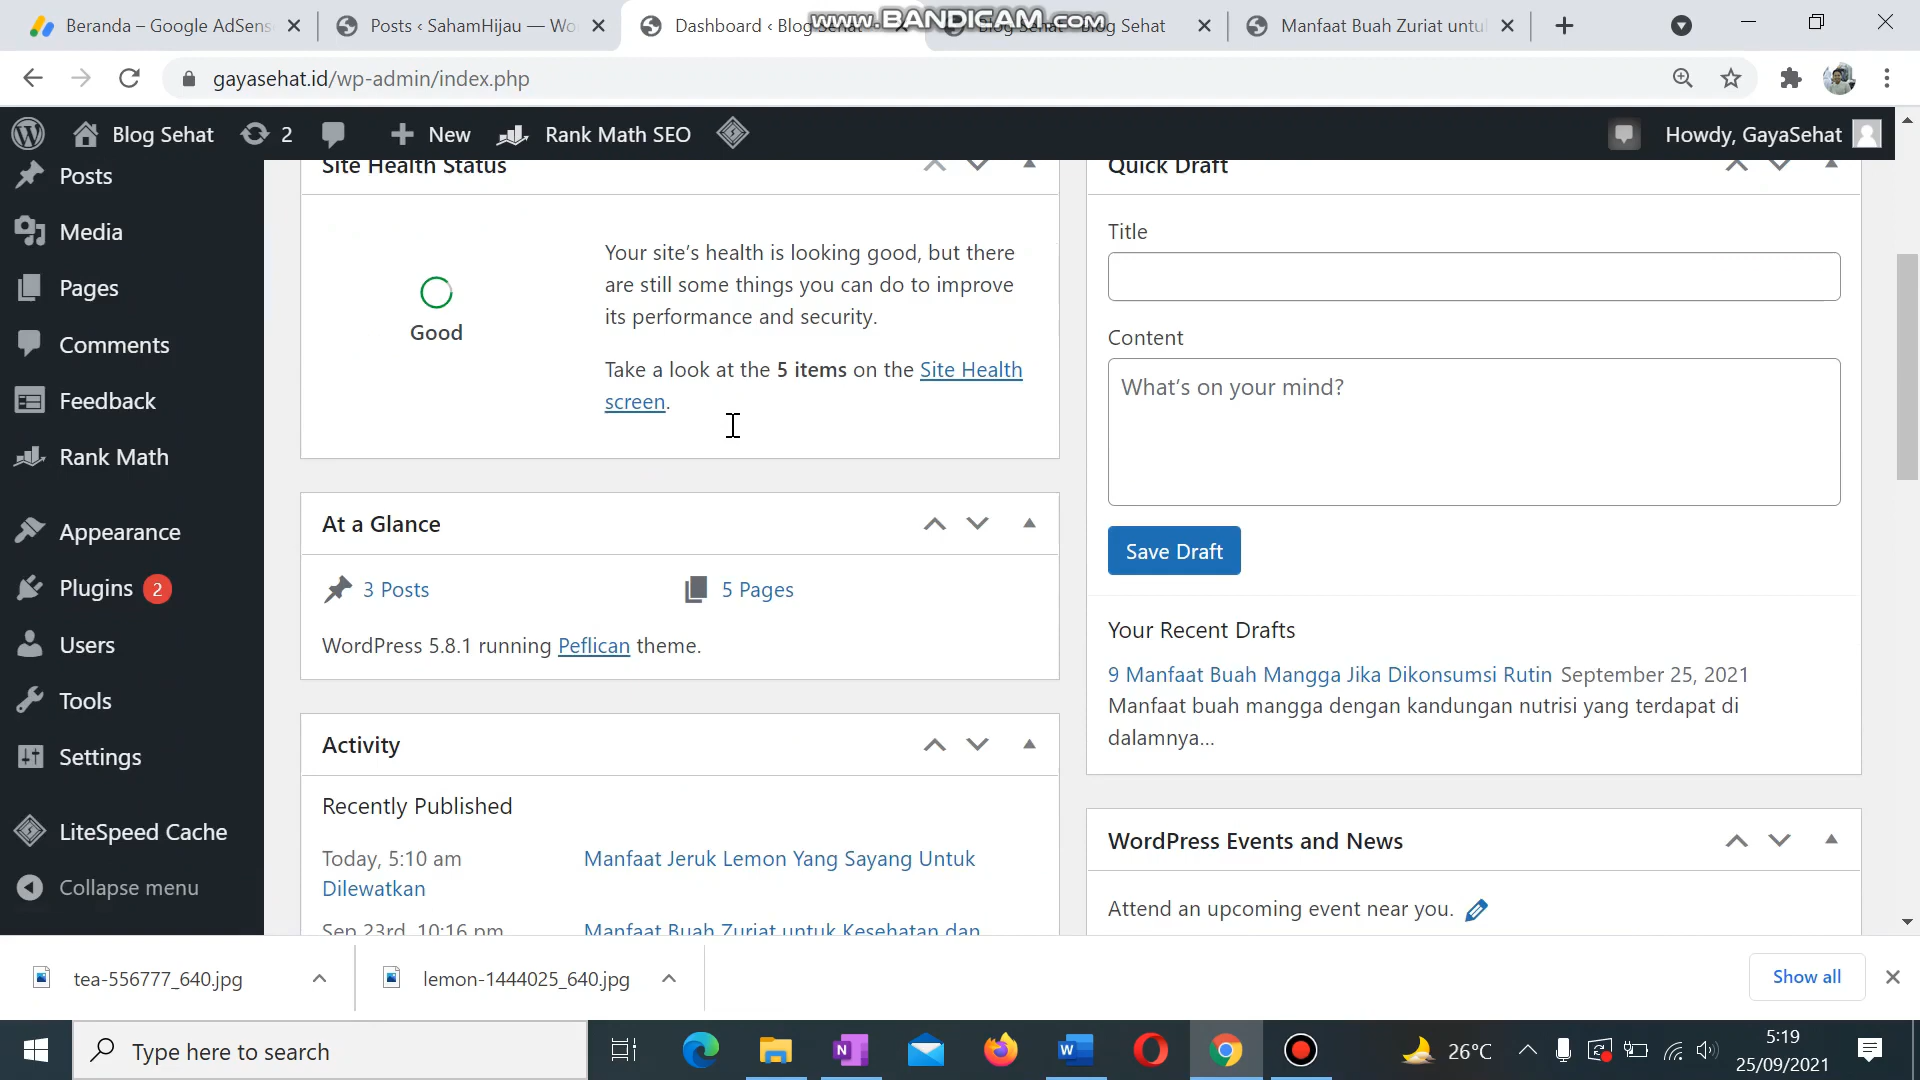 Beranda – Google AdSens
Posts ‹ SahamHijau — Wo
Dashboard ‹ Blog Sehat
Blog Sehat – Blog Sehat
Manfaat Buah Zuriat untu
www.BANDICAM.com
gayasehat.id/wp-admin/index.php
Blog Sehat
2
New
Rank Math SEO
Howdy, GayaSehat
Posts
Media
Pages
Comments
Feedback
Rank Math
Appearance
Plugins 2
Users
Tools
Settings
LiteSpeed Cache
Collapse menu
Site Health Status
Good
Your site's health is looking good, but there
are still some things you can do to improve
its performance and security.
Take a look at the 5 items on the Site Health
screen.
At a Glance
3 Posts
5 Pages
WordPress 5.8.1 running Peflican theme.
Activity
Recently Published
Today, 5:10 am
Manfaat Jeruk Lemon Yang Sayang Untuk
Dilewatkan
Sep 23rd, 10:16 pm
Manfaat Buah Zuriat untuk Kesehatan dan
Quick Draft
Title
Content
What's on your mind?
Save Draft
Your Recent Drafts
9 Manfaat Buah Mangga Jika Dikonsumsi Rutin September 25, 2021
Manfaat buah mangga dengan kandungan nutrisi yang terdapat di
dalamnya…
WordPress Events and News
Attend an upcoming event near you.
tea-556777_640.jpg
lemon-1444025_640.jpg
Show all
Type here to search
26°C
5:19
25/09/2021